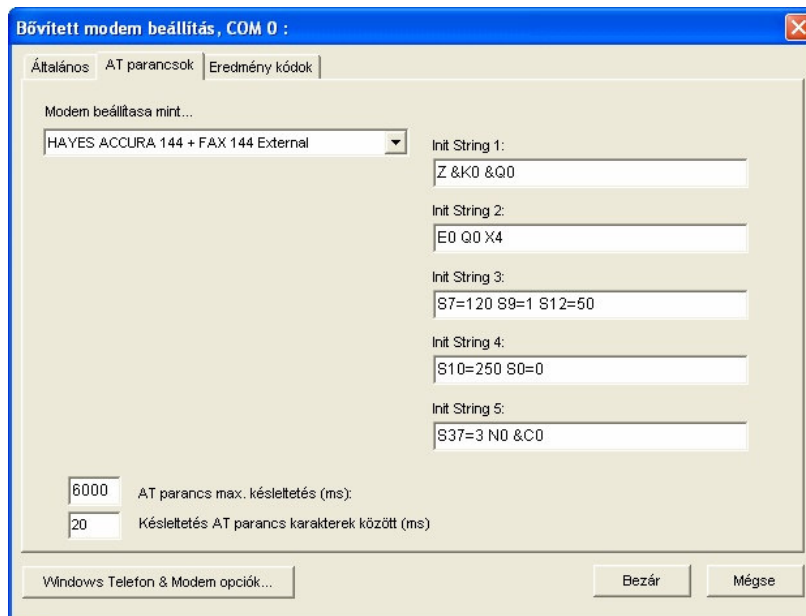 Bővített modem beállítás, COM 0 :
Általános
AT parancsok
Eredmény kódok
Modem beállítasa mint...
HAYES ACCURA 144 + FAX 144 External
Init String 1:
Z &K0 &Q0
Init String 2:
E0 Q0 X4
Init String 3:
S7=120 S9=1 S12=50
Init String 4:
S10=250 S0=0
Init String 5:
S37=3 N0 &C0
6000 AT parancs max. késleltetés (ms):
20 Késleltetés AT parancs karakterek között (ms)
Windows Telefon & Modem opciók...
Bezár
Mégse